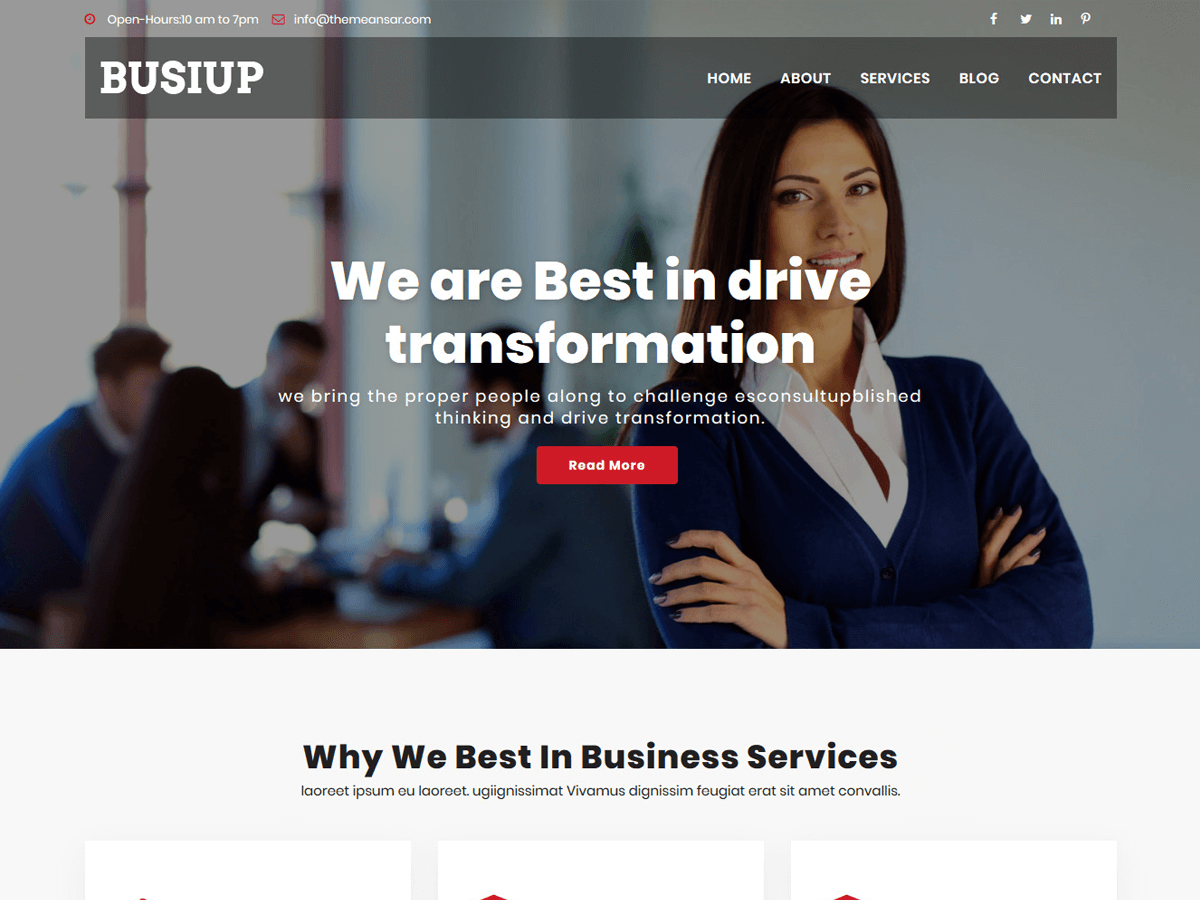 Open-Hours:10 am to 7pm info@themeansar.com
BUSIUP
HOME ABOUT SERVICES BLOG CONTACT
We are Best in drive
transformation
we bring the proper people along to challenge esconsultupblished
thinking and drive transformation.
Read More
Why We Best In Business Services
laoreet ipsum eu laoreet. ugiignissimat Vivamus dignissim feugiat erat sit amet convallis.